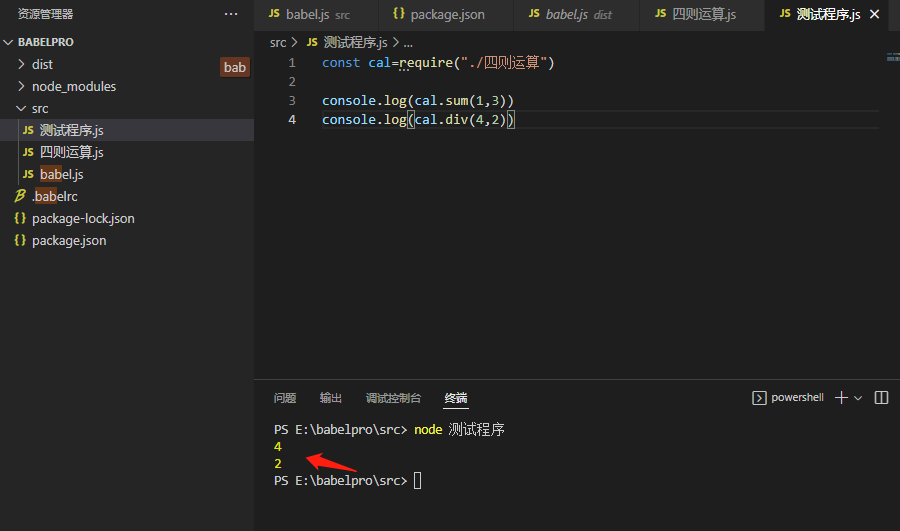 资源管理器 ···
BABELPRO
dist
bab
node_modules
src
JS 测试程序.js
JS 四则运算.js
JS babel.js
.babelrc
{} package-lock.json
{} package.json
JS babel.js src {} package.json JS babel.js dist JS 四则运算.js JS 测试程序.js
src > JS 测试程序.js > ...
1 const cal=require("./四则运算")
2
3 console.log(cal.sum(1,3))
4 console.log(cal.div(4,2))
问题 输出 调试控制台 终端 powershell
PS E:\babelpro\src> node 测试程序
4
2
PS E:\babelpro\src>